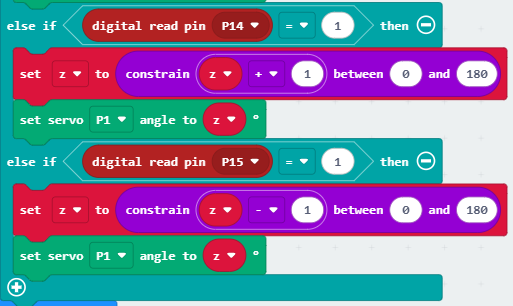 else if digital read pin P14 = 1 then
set z to constrain z + 1 between 0 and 180
set servo P1 angle to z °
else if digital read pin P15 = 1 then
set z to constrain z - 1 between 0 and 180
set servo P1 angle to z °